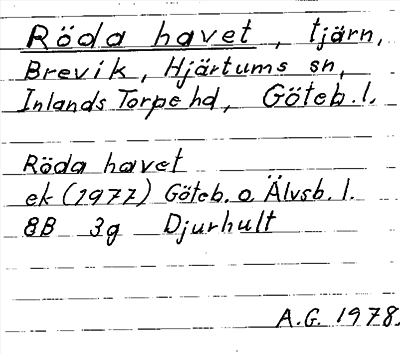 Röda havet, tjärn,
Brevik, Hjärtums sn,
Inlands Torpe hd, Göteb. l.
Röda havet
ek (1977) Göteb. o. Älvsb. l.
8B 3g Djurhult
A.G. 1978.